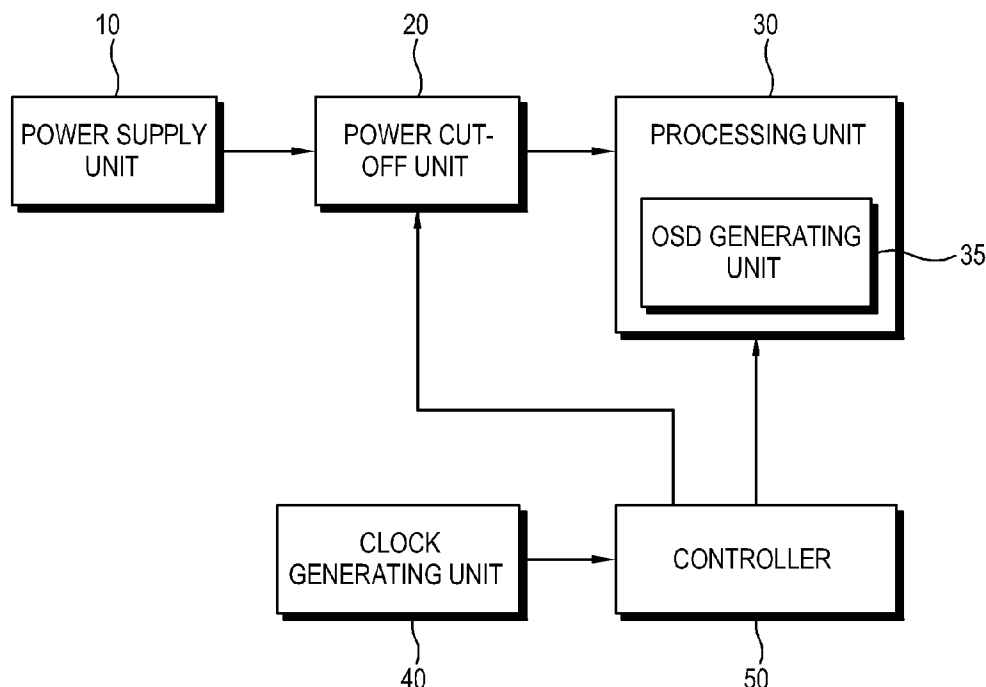 10
20
30
POWER SUPPLY
UNIT
POWER CUT-
OFF UNIT
PROCESSING UNIT
OSD GENERATING
UNIT
35
CLOCK
GENERATING UNIT
CONTROLLER
40
50